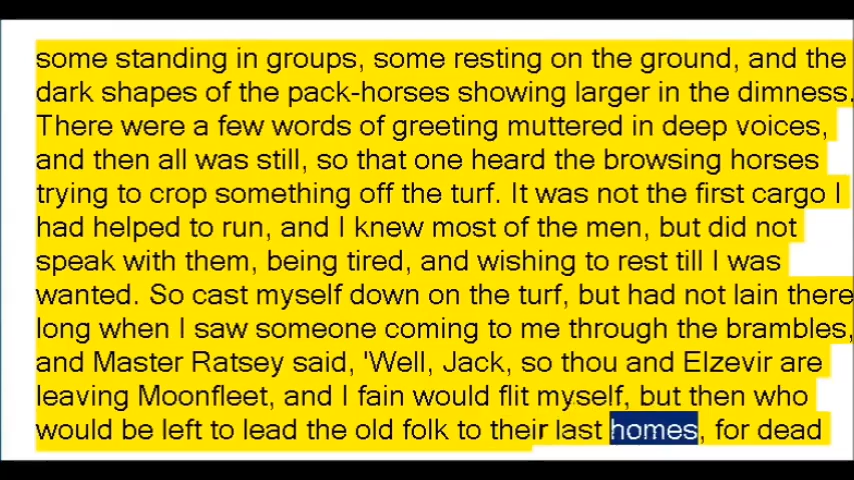 some standing in groups, some resting on the ground, and the
dark shapes of the pack-horses showing larger in the dimness.
There were a few words of greeting muttered in deep voices,
and then all was still, so that one heard the browsing horses
trying to crop something off the turf. It was not the first cargo I
had helped to run, and I knew most of the men, but did not
speak with them, being tired, and wishing to rest till I was
wanted. So cast myself down on the turf, but had not lain there
long when I saw someone coming to me through the brambles,
and Master Ratsey said, 'Well, Jack, so thou and Elzevir are
leaving Moonfleet, and I fain would flit myself, but then who
would be left to lead the old folk to their last homes, for dead